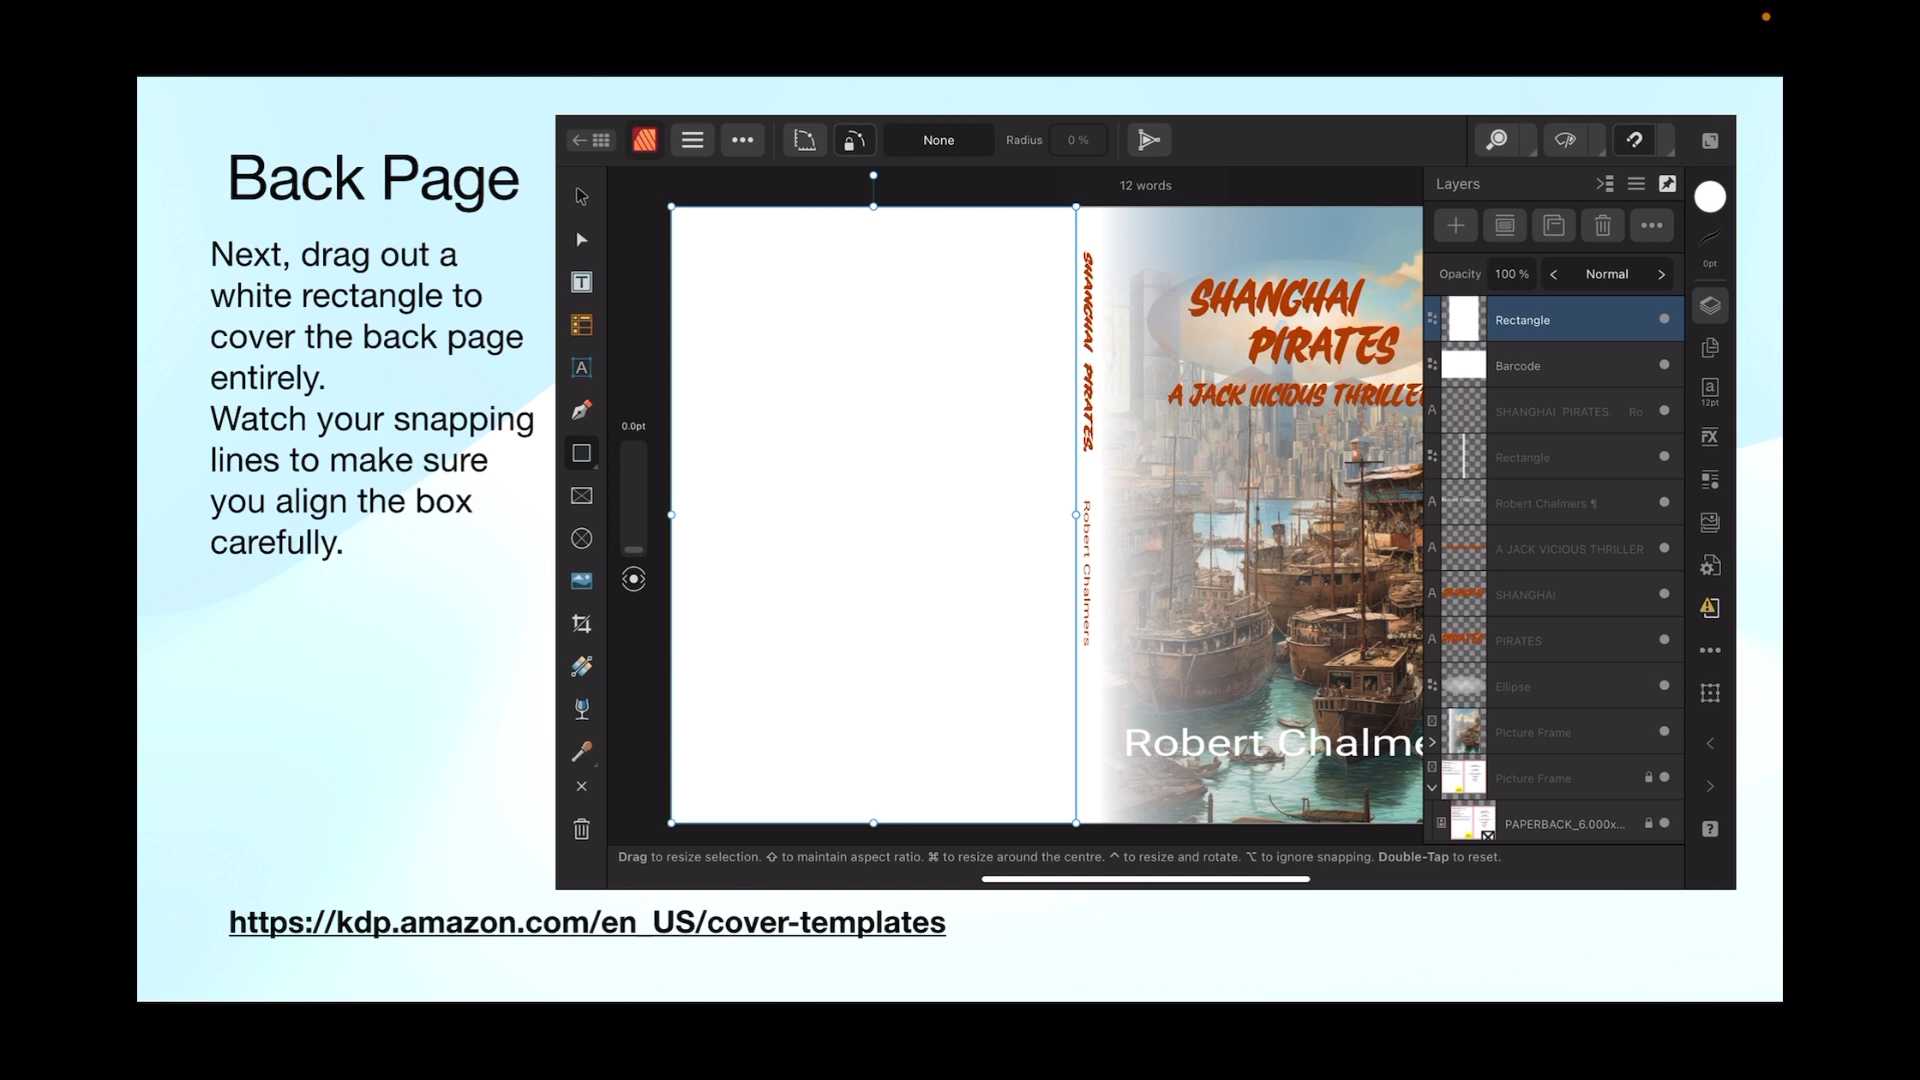 Back Page
Next, drag out a
white rectangle to
cover the back page
entirely.
Watch your snapping
lines to make sure
you align the box
carefully.
https://kdp.amazon.com/en_US/cover-templates
None
Radius
0 %
12 words
0.0pt
SHANGHAI PIRATES.
Robert Chalmers
SHANGHAI
PIRATES
A JACK VICIOUS THRILLE
Robert Chalme
Layers
Opacity
100 %
Normal
Rectangle
Barcode
SHANGHAI PIRATES. Ro
Rectangle
Robert Chalmers ¶
A JACK VICIOUS THRILLER
SHANGHAI
PIRATES
Ellipse
Picture Frame
Picture Frame
PAPERBACK_6.000x...
0pt
a
12pt
FX
T
A
Drag to resize selection. ⇧ to maintain aspect ratio. ⌘ to resize around the centre. ^ to resize and rotate. ⌥ to ignore snapping. Double-Tap to reset.